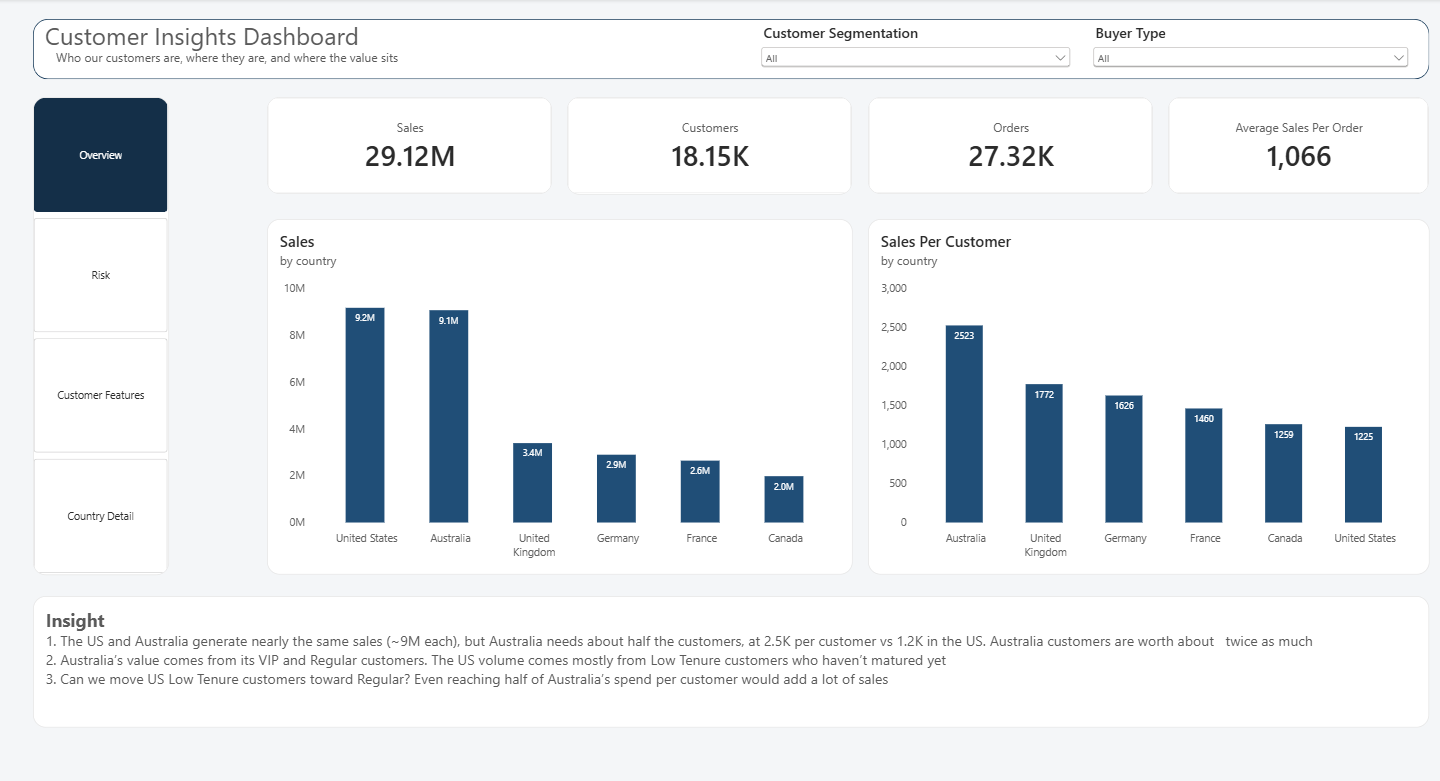 Customer Insights Dashboard
Who our customers are, where they are, and where the value sits
Customer Segmentation
All
Buyer Type
All
Overview
Risk
Customer Features
Country Detail
Sales
29.12M
Customers
18.15K
Orders
27.32K
Average Sales Per Order
1,066
Sales
by country
10M
8M
6M
4M
2M
0M
9.2M
9.1M
3.4M
2.9M
2.6M
2.0M
United States
Australia
United
Kingdom
Germany
France
Canada
Sales Per Customer
by country
3,000
2,500
2,000
1,500
1,000
500
0
2523
1772
1626
1460
1259
1225
Australia
United
Kingdom
Germany
France
Canada
United States
Insight
1. The US and Australia generate nearly the same sales (~9M each), but Australia needs about half the customers, at 2.5K per customer vs 1.2K in the US. Australia customers are worth about   twice as much
2. Australia’s value comes from its VIP and Regular customers. The US volume comes mostly from Low Tenure customers who haven’t matured yet
3. Can we move US Low Tenure customers toward Regular? Even reaching half of Australia’s spend per customer would add a lot of sales